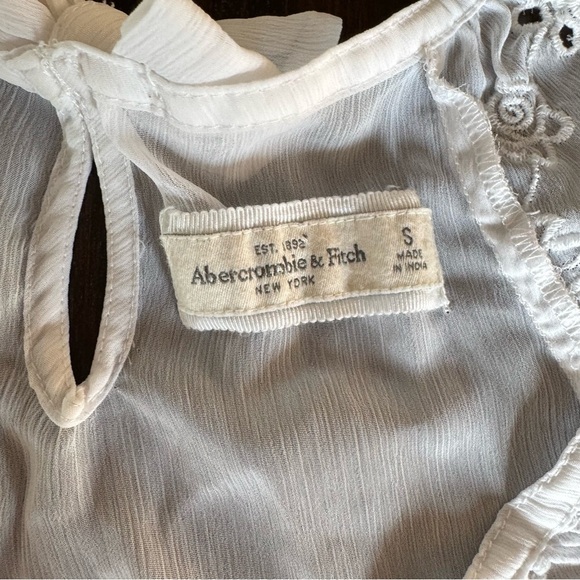 EST. 1892
Abercrombie & Fitch
NEW YORK
S
MADE
IN INDIA